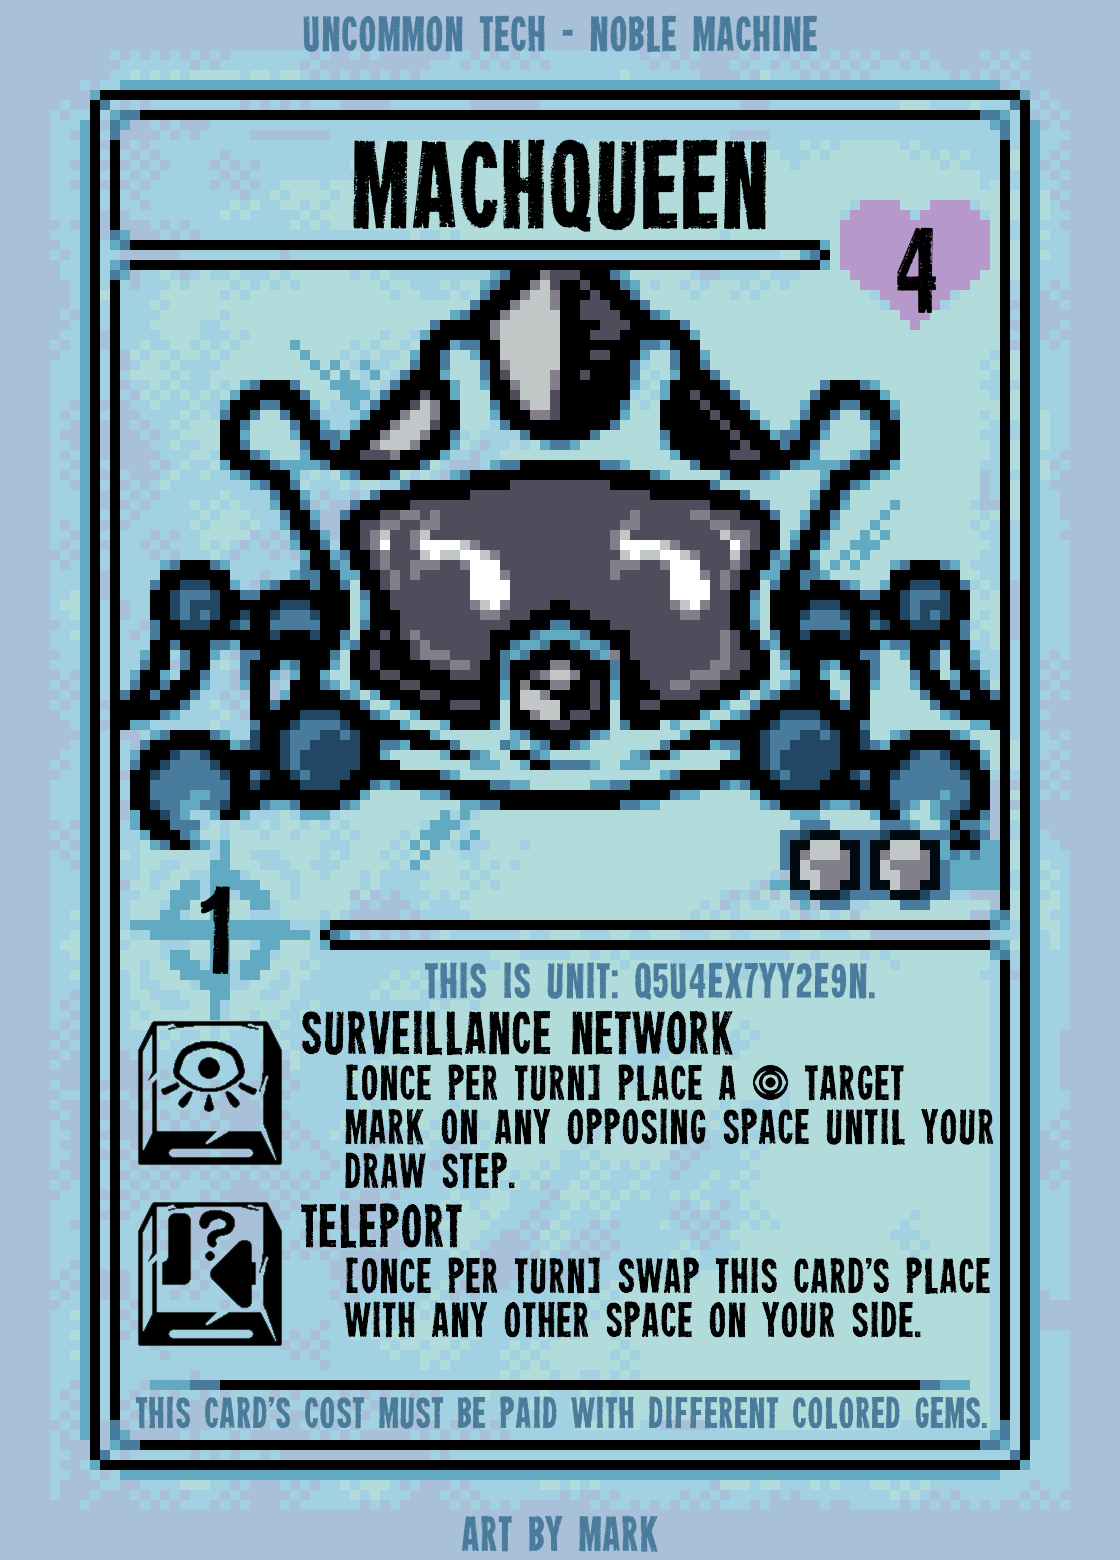 UNCOMMON TECH - NOBLE MACHINE
MACHQUEEN
4
1
THIS IS UNIT: Q5U4EX7YY2E9N.
SURVEILLANCE NETWORK
[ONCE PER TURN] PLACE A TARGET
MARK ON ANY OPPOSING SPACE UNTIL YOUR
DRAW STEP.
?
TELEPORT
[ONCE PER TURN] SWAP THIS CARD'S PLACE
WITH ANY OTHER SPACE ON YOUR SIDE.
THIS CARD'S COST MUST BE PAID WITH DIFFERENT COLORED GEMS.
ART BY MARK